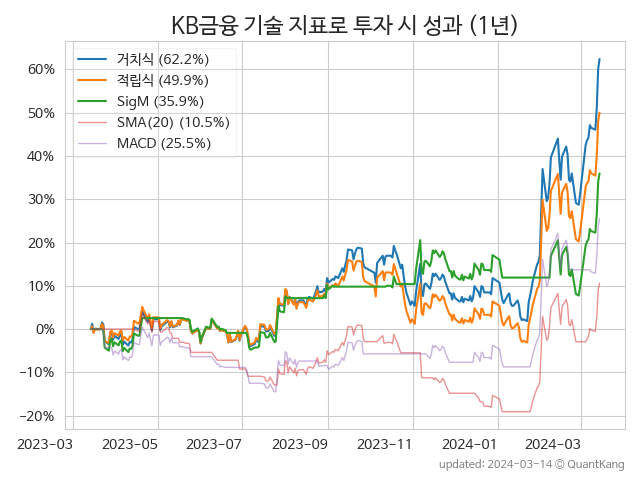 KB금융 기술 지표로 투자 시 성과 (1년)
거치식 (62.2%)
적립식 (49.9%)
SigM (35.9%)
SMA(20) (10.5%)
MACD (25.5%)
60%
50%
40%
30%
20%
10%
0%
−10%
−20%
2023-03 2023-05 2023-07 2023-09 2023-11 2024-01 2024-03
updated: 2024-03-14 © QuantKang